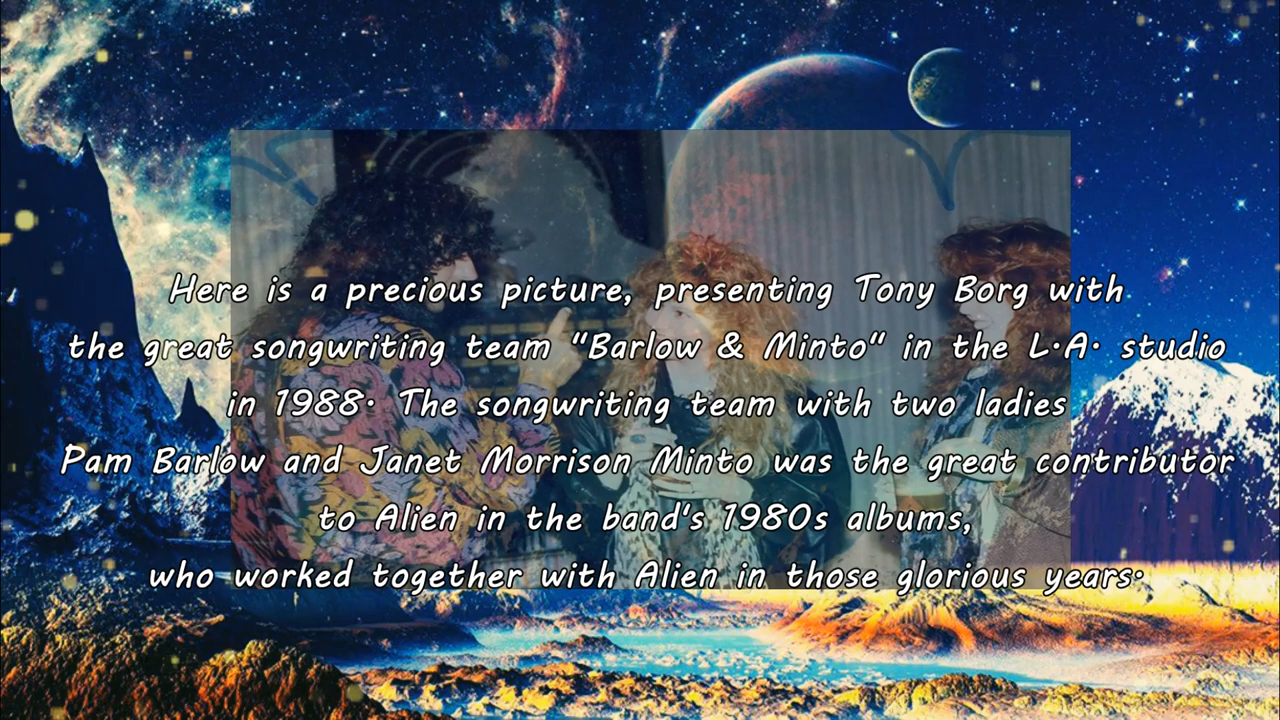 Here is a precious picture, presenting Tony Borg with
the great songwriting team “Barlow & Minto“ in the L.A. studio
in 1988. The songwriting team with two ladies
Pam Barlow and Janet Morrison Minto was the great contributor
to Alien in the band‘s 1980s albums,
who worked together with Alien in those glorious years.